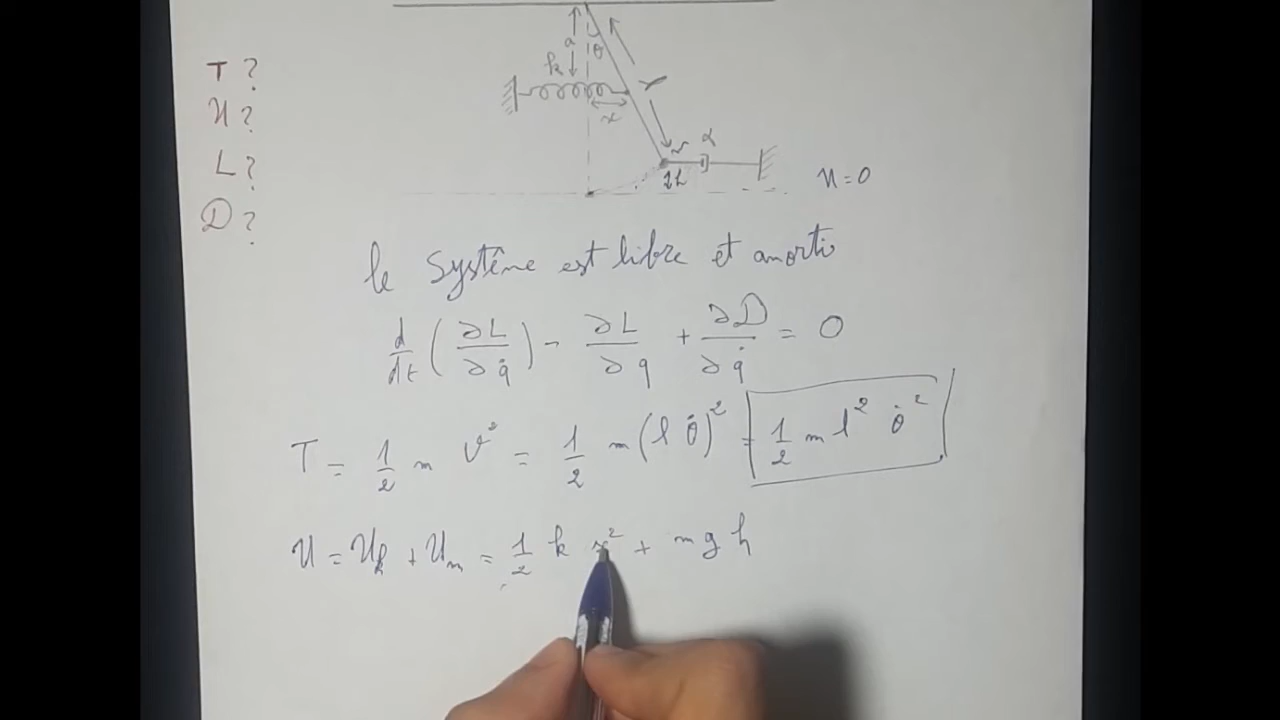 T ?
U ?
L ?
D ?
a
θ
k
l
x
m
α
U = 0
le Système est libre et amorti
d/dt (∂L/∂q̇) - ∂L/∂q + ∂D/∂q̇ = 0
T = 1/2 m v² = 1/2 m (l θ̇)² = 1/2 m l² θ̇²
U = Uk + Um = 1/2 k x² + m g h